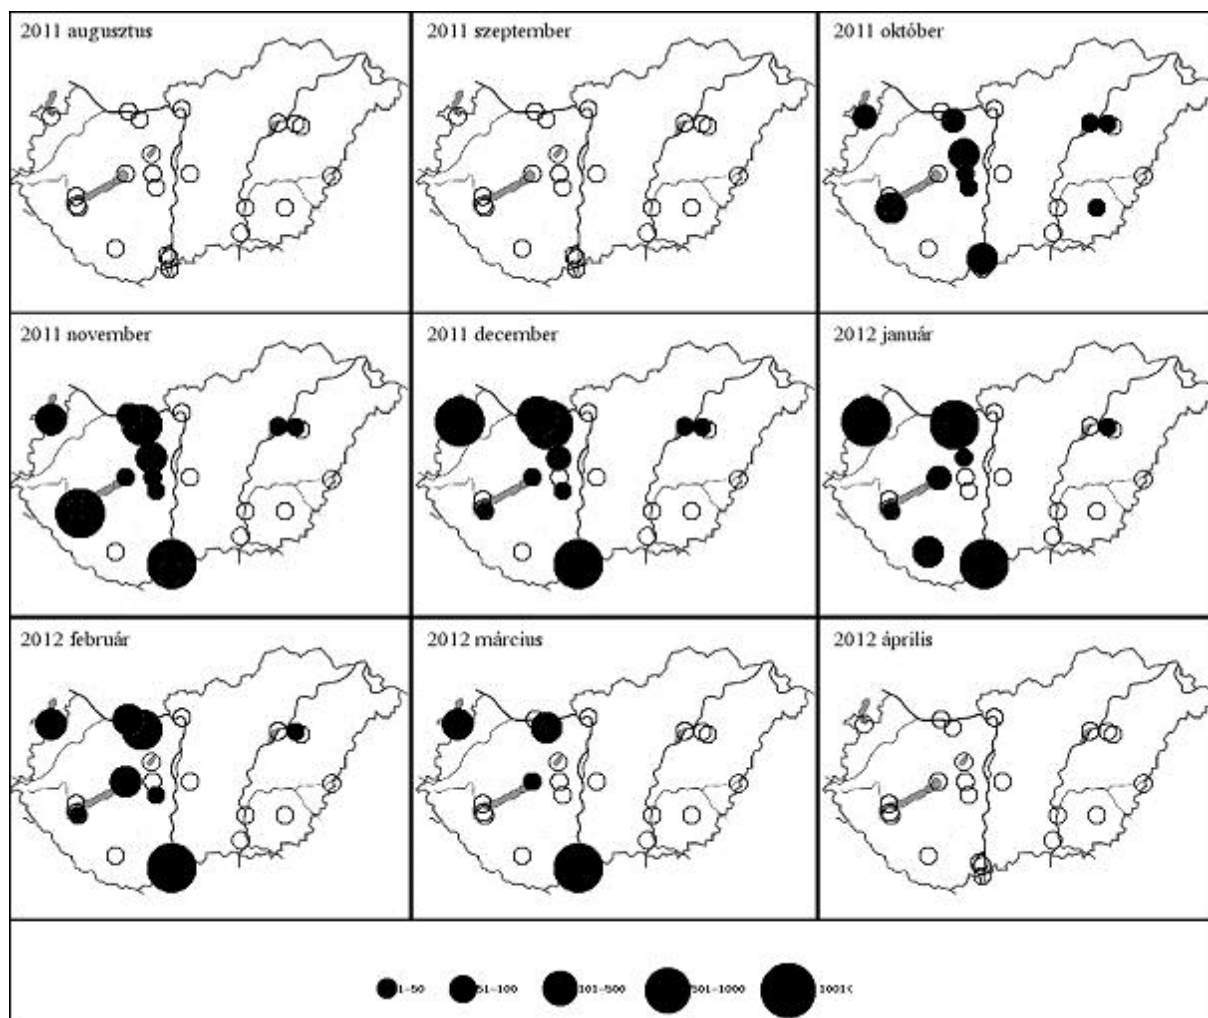 2011 augusztus
2011 szeptember
2011 október
2011 november
2011 december
2012 január
2012 február
2012 március
2012 április
1-50
51-100
101-500
501-1000
1001<